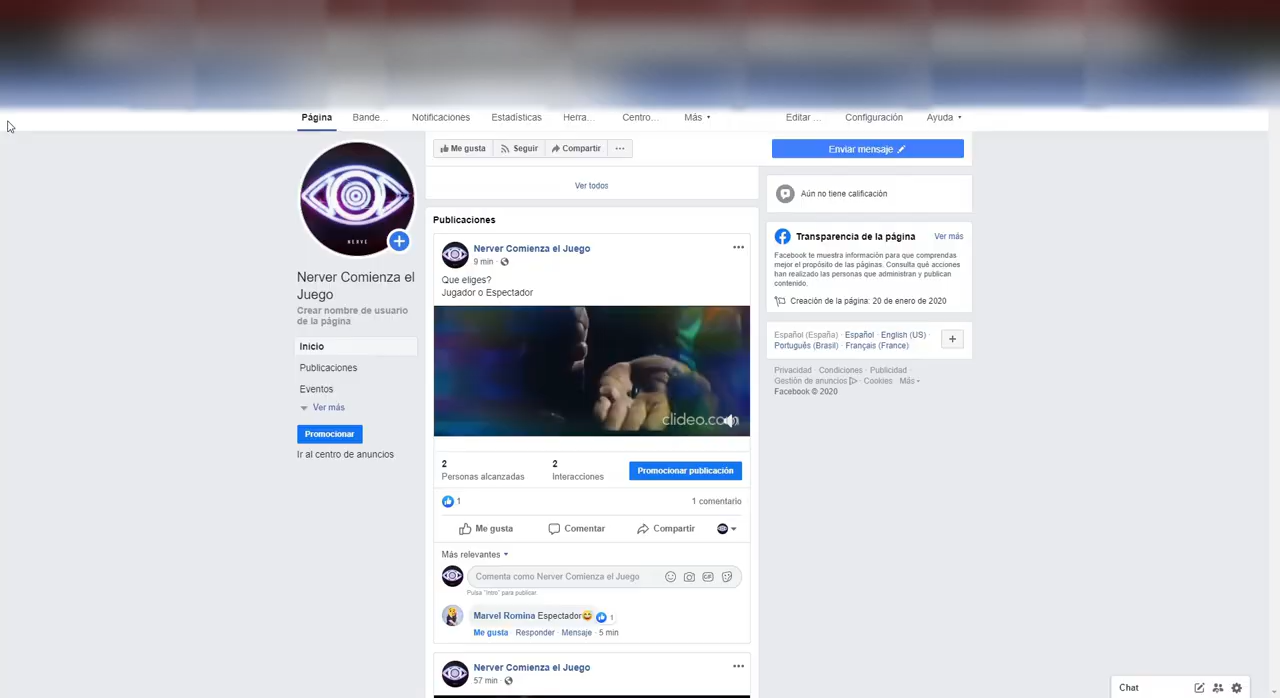 Página Bande... Notificaciones Estadísticas Herra... Centro... Más Editar ... Configuración Ayuda
Me gusta Seguir Compartir ...
Enviar mensaje
Ver todos
NERVE
Nerver Comienza el
Juego
Crear nombre de usuario
de la página
Inicio
Publicaciones
Eventos
Ver más
Promocionar
Ir al centro de anuncios
Publicaciones
Nerver Comienza el Juego
9 min ·
Que eliges?
Jugador o Espectador
clideo.com
2 2
Personas alcanzadas Interacciones
Promocionar publicación
1 1 comentario
Me gusta Comentar Compartir
Más relevantes
Comenta como Nerver Comienza el Juego
GIF
Pulsa "Intro" para publicar.
Marvel Romina Espectador😅 1
Me gusta · Responder · Mensaje · 5 min
Nerver Comienza el Juego
57 min ·
Aún no tiene calificación
Transparencia de la página Ver más
Facebook te muestra información para que comprendas
mejor el propósito de las páginas. Consulta qué acciones
han realizado las personas que administran y publican
contenido.
Creación de la página: 20 de enero de 2020
Español (España) · Español · English (US) ·
Português (Brasil) · Français (France)
Privacidad · Condiciones · Publicidad ·
Gestión de anuncios · Cookies · Más
Facebook © 2020
Chat